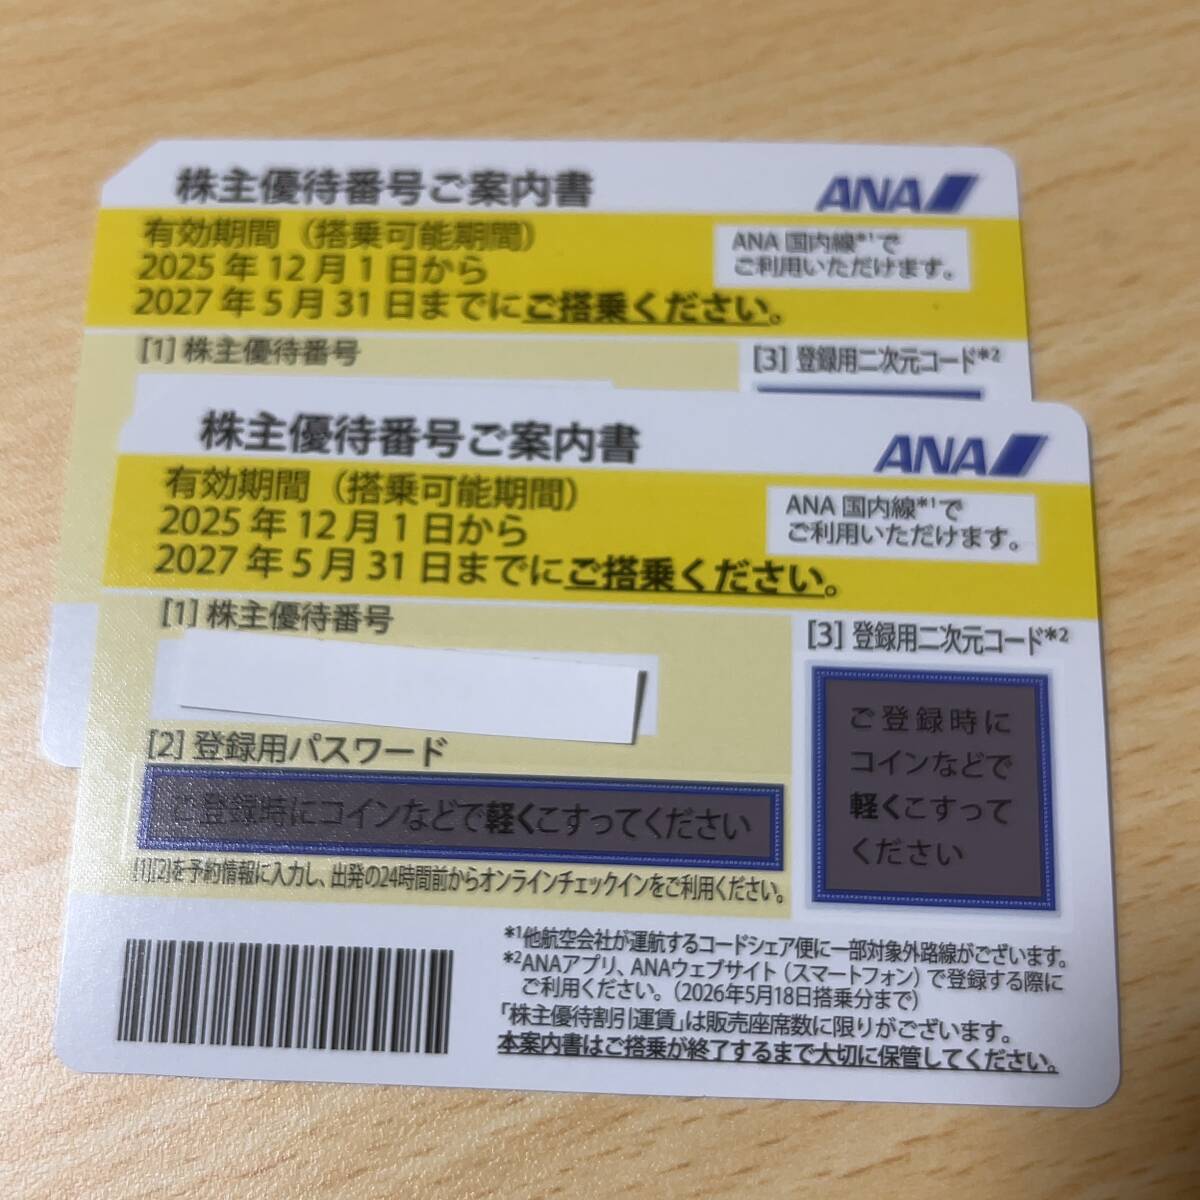 株主優待番号ご案内書
ANA
有効期間（搭乗可能期間）
2025年12月1日から
2027年5月31日までにご搭乗ください。
ANA国内線*1で
ご利用いただけます。
[1] 株主優待番号
[3] 登録用二次元コード*2
株主優待番号ご案内書
ANA
有効期間（搭乗可能期間）
2025年12月1日から
2027年5月31日までにご搭乗ください。
ANA国内線*1で
ご利用いただけます。
[1] 株主優待番号
[2] 登録用パスワード
ご登録時にコインなどで軽くこすってください
[1][2]を予約情報に入力し、出発の24時間前からオンラインチェックインをご利用ください。
[3] 登録用二次元コード*2
ご登録時に
コインなどで
軽くこすって
ください
*1他航空会社が運航するコードシェア便に一部対象外路線がございます。
*2ANAアプリ、ANAウェブサイト（スマートフォン）で登録する際に
ご利用ください。（2026年5月18日搭乗分まで）
「株主優待割引運賃」は販売座席数に限りがございます。
本案内書はご搭乗が終了するまで大切に保管してください。